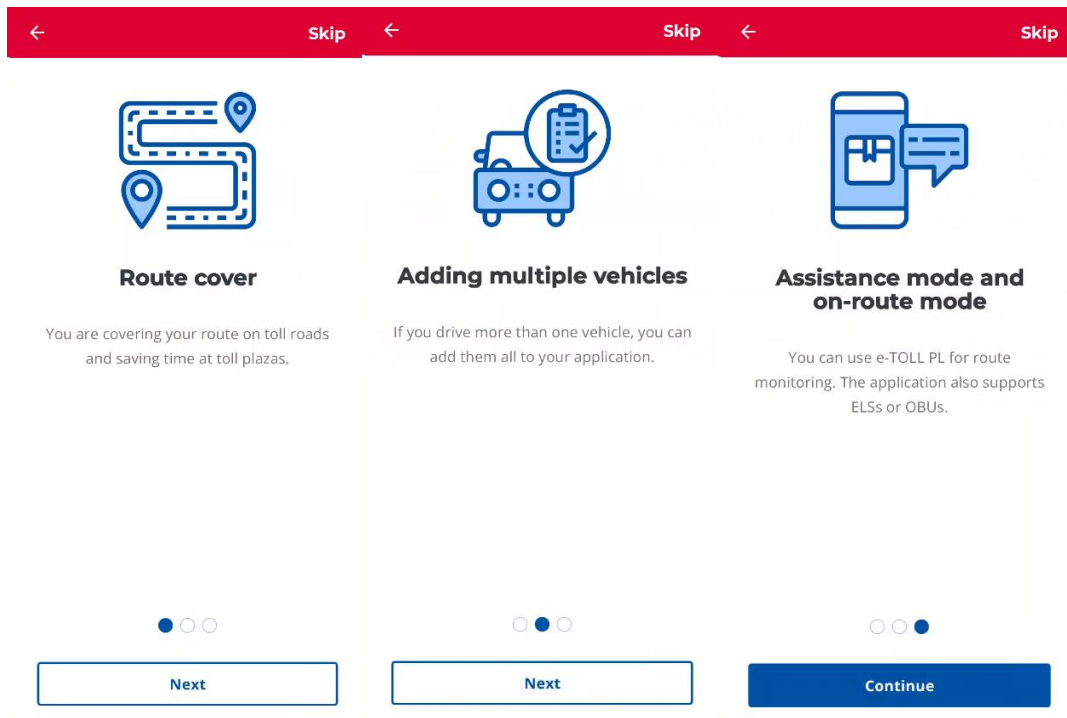 Skip
Route cover
You are covering your route on toll roads
and saving time at toll plazas.
Next
Skip
Adding multiple vehicles
If you drive more than one vehicle, you can
add them all to your application.
Next
Skip
Assistance mode and
on-route mode
You can use e-TOLL PL for route
monitoring. The application also supports
ELSs or OBUs.
Continue